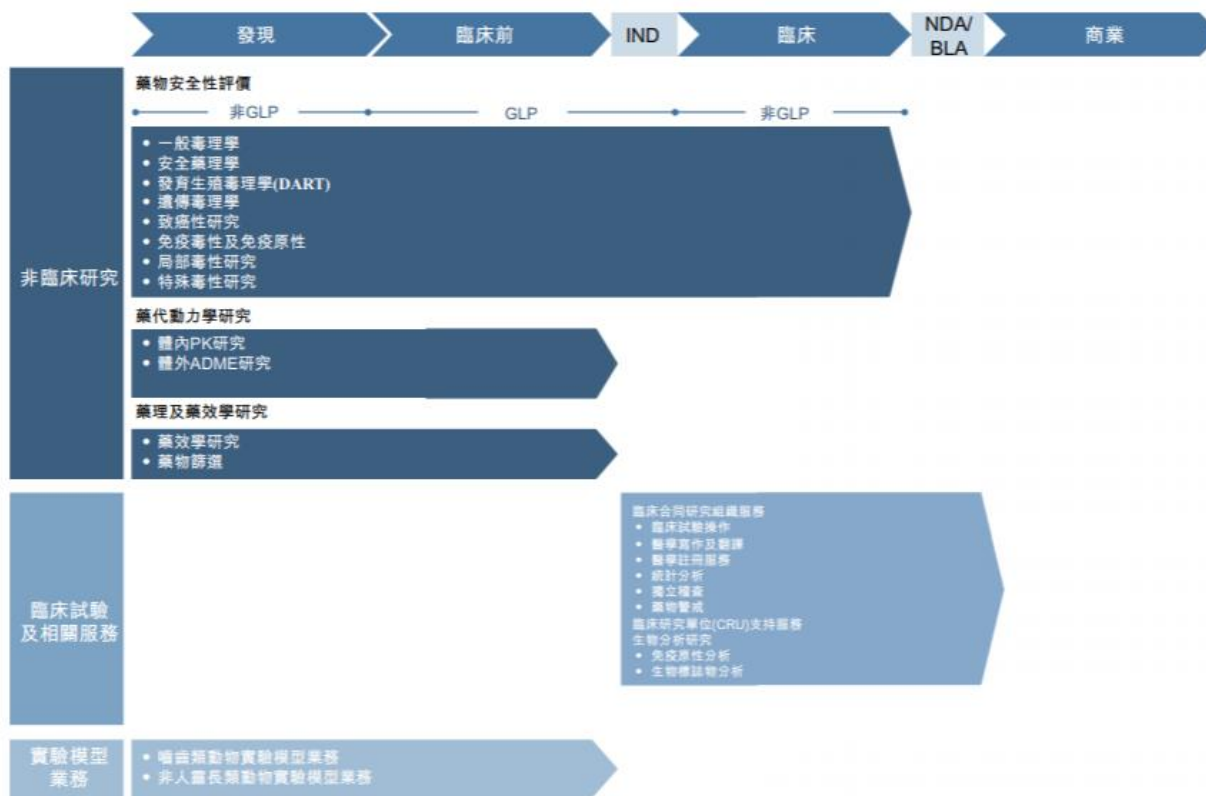 發現
臨床前
IND
臨床
NDA/
BLA
商業
非臨床研究
藥物安全性評價
非GLP
GLP
非GLP
• 一般毒理學
• 安全藥理學
• 發育生殖毒理學(DART)
• 遺傳毒理學
• 致癌性研究
• 免疫毒性及免疫原性
• 局部毒性研究
• 特殊毒性研究
藥代動力學研究
• 體內PK研究
• 體外ADME研究
藥理及藥效學研究
• 藥效學研究
• 藥物篩選
臨床試驗
及相關服務
臨床合同研究組織服務
• 臨床試驗操作
• 醫學寫作及翻譯
• 醫學註冊服務
• 統計分析
• 獨立稽查
• 藥物警戒
臨床研究單位(CRU)支持服務
生物分析研究
• 免疫原性分析
• 生物標誌物分析
實驗模型
業務
• 嚙齒類動物實驗模型業務
• 非人靈長類動物實驗模型業務